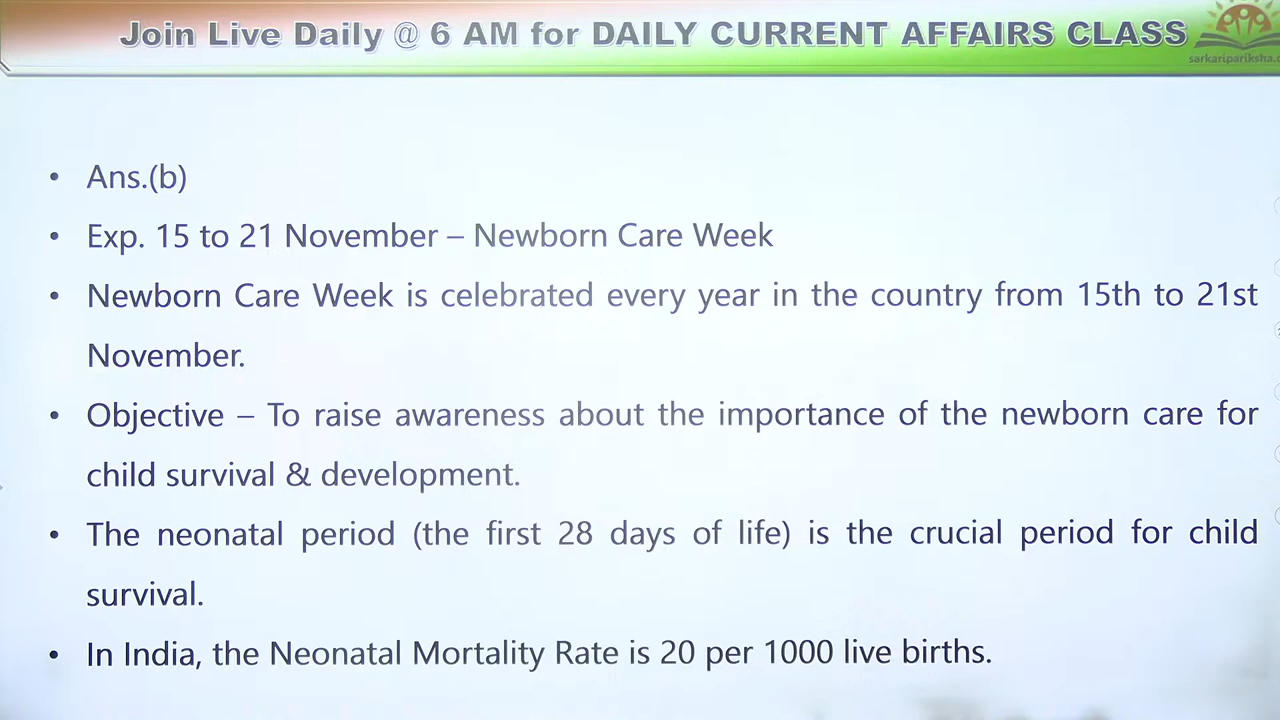 Join Live Daily @ 6 AM for DAILY CURRENT AFFAIRS CLASS
• Ans.(b)
• Exp. 15 to 21 November – Newborn Care Week
• Newborn Care Week is celebrated every year in the country from 15th to 21st
November.
• Objective – To raise awareness about the importance of the newborn care for
child survival & development.
• The neonatal period (the first 28 days of life) is the crucial period for child
survival.
• In India, the Neonatal Mortality Rate is 20 per 1000 live births.